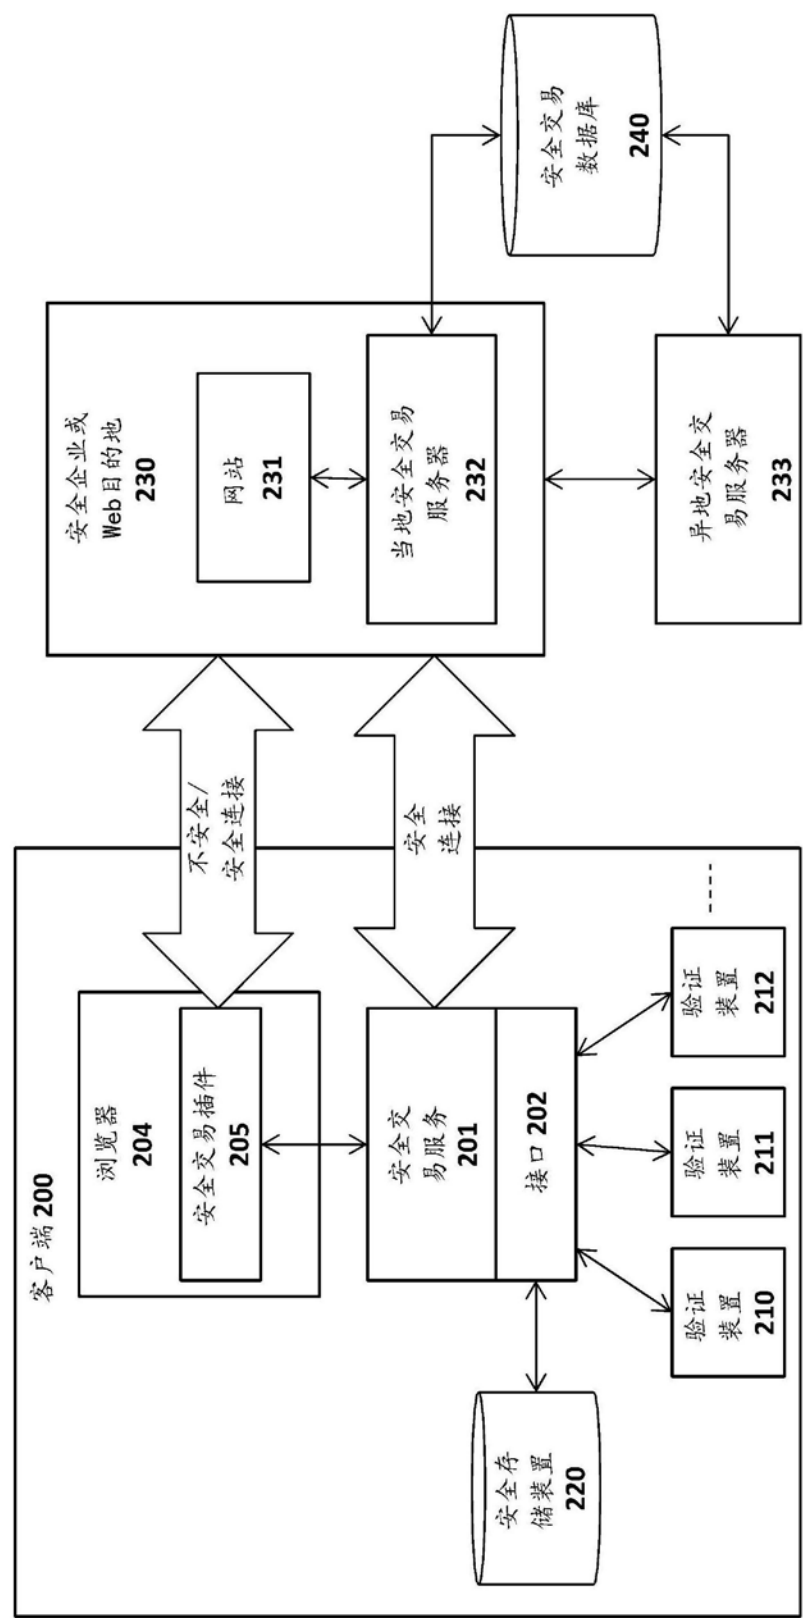 客户端200
浏览器
204
安全交易插件
205
安全交
易服务
201
接口 202
安全存
储装置
220
验证
装置
210
验证
装置
211
验证
装置
212
不安全/
安全连接
安全
连接
安全企业或
Web目的地
230
网站
231
当地安全交易
服务器
232
异地安全交
易服务器
233
安全交易
数据库
240